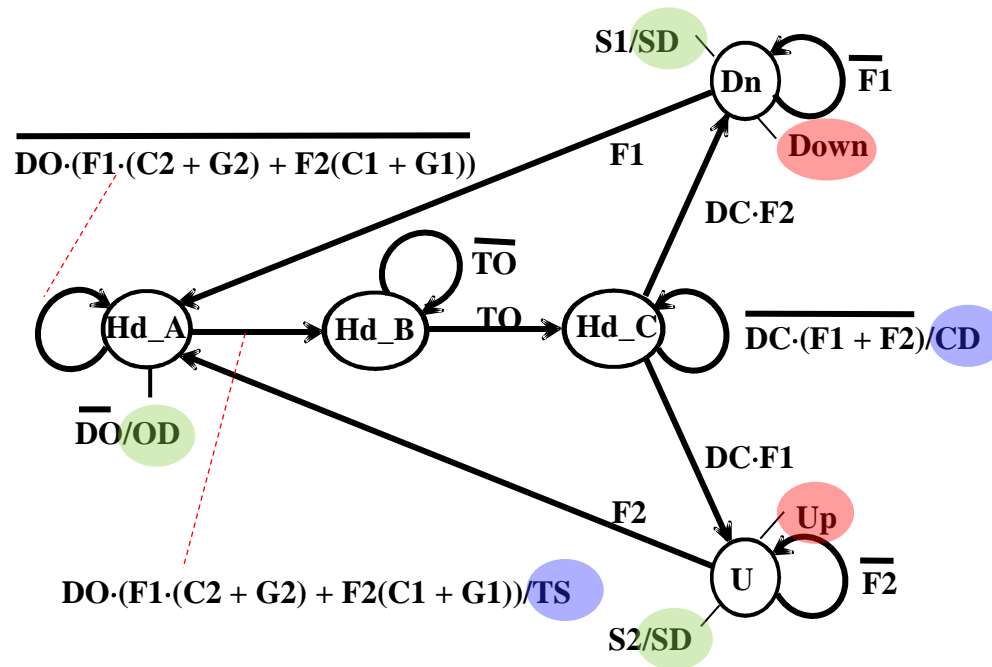 S1/SD
Dn
F1
Down
DO·(F1·(C2 + G2) + F2(C1 + G1))
F1
DC·F2
TO
Hd_A
Hd_B
TO
Hd_C
DC·(F1 + F2)/CD
DO/OD
DC·F1
F2
Up
DO·(F1·(C2 + G2) + F2(C1 + G1))/TS
U
F2
S2/SD